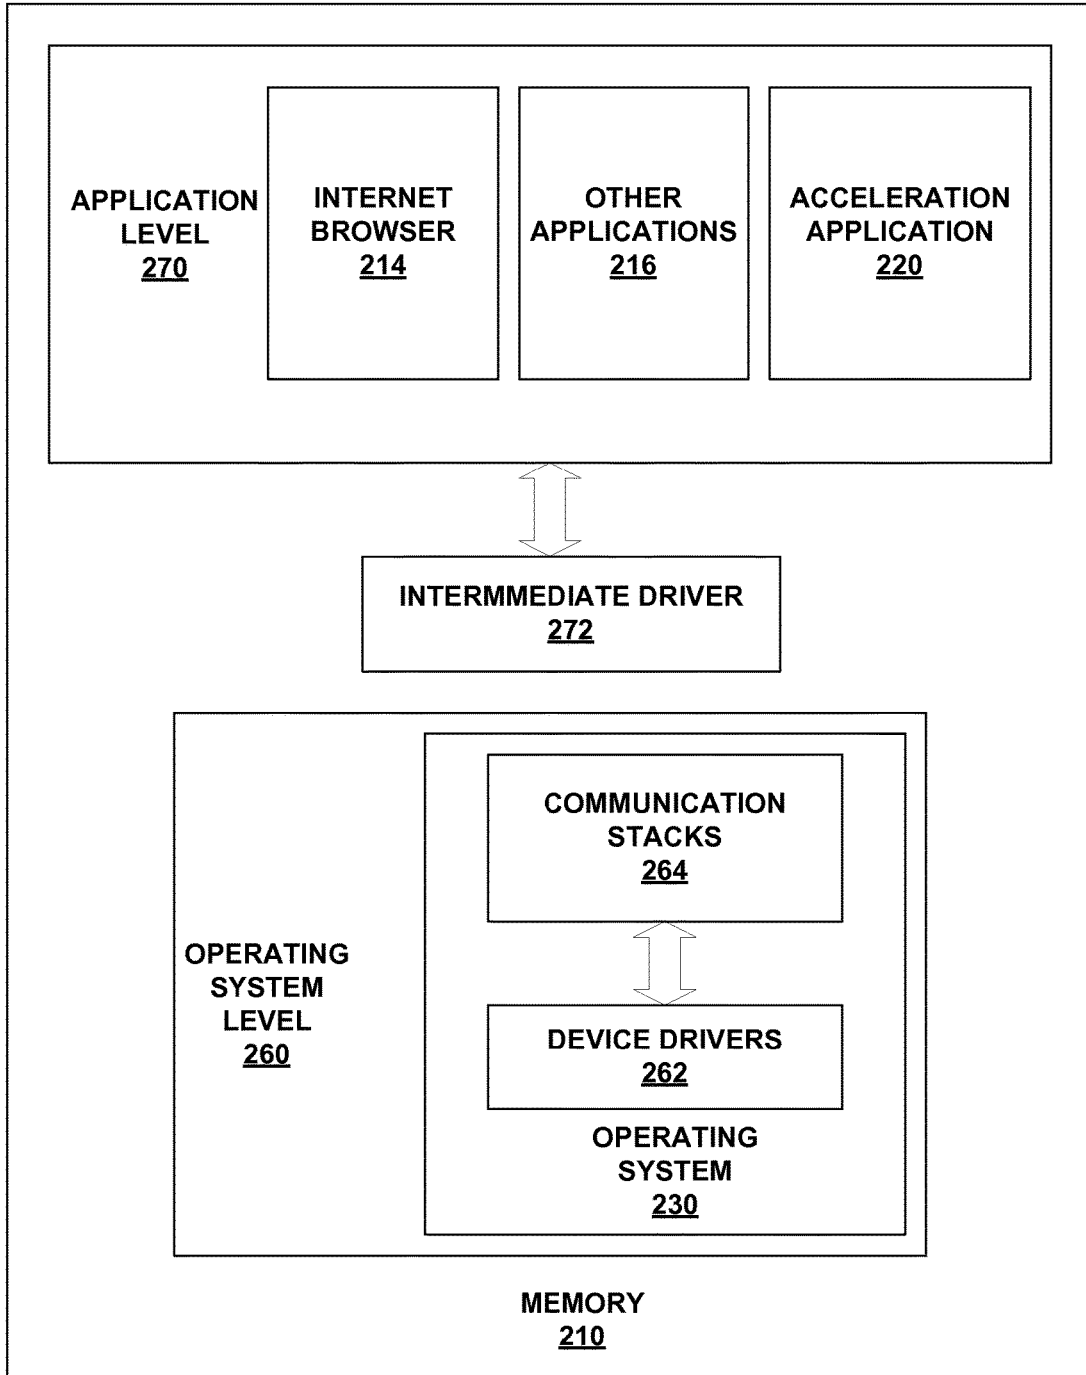 APPLICATION
LEVEL
270
INTERNET
BROWSER
214
OTHER
APPLICATIONS
216
ACCELERATION
APPLICATION
220
INTERMMEDIATE DRIVER
272
OPERATING
SYSTEM
LEVEL
260
COMMUNICATION
STACKS
264
DEVICE DRIVERS
262
OPERATING
SYSTEM
230
MEMORY
210